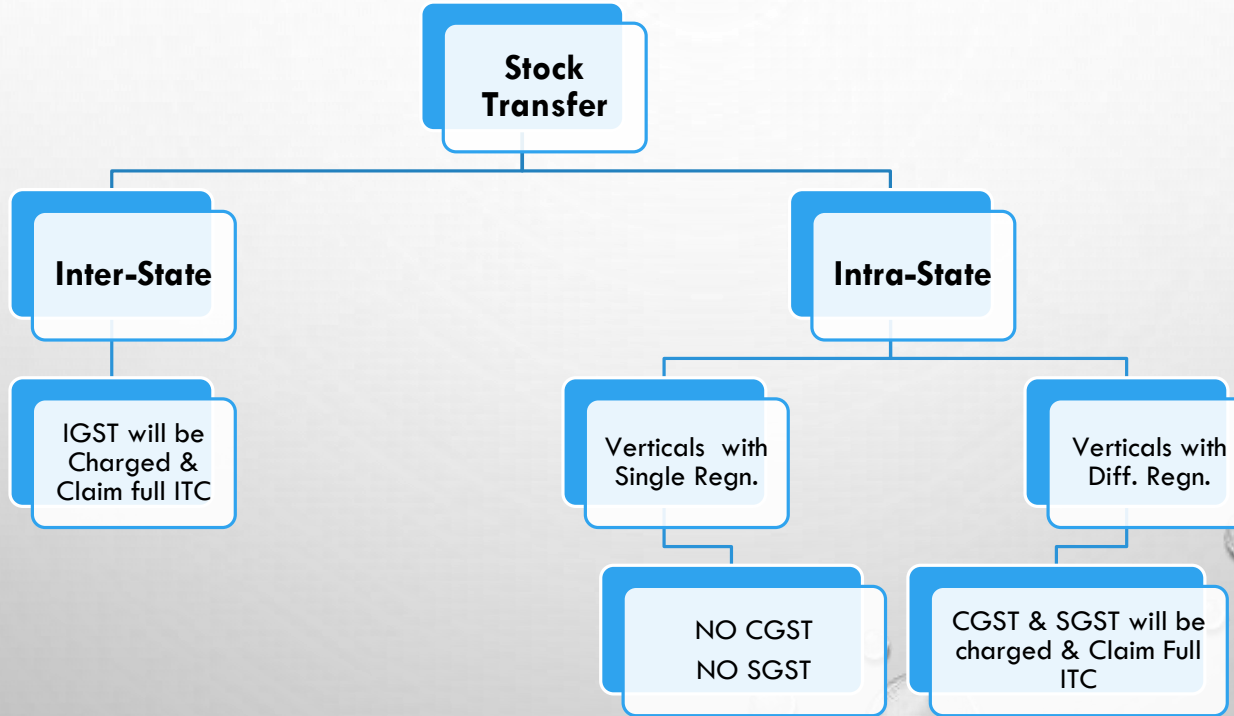 Stock
Transfer
Inter-State
Intra-State
IGST will be
Charged &
Claim full ITC
Verticals with
Single Regn.
Verticals with
Diff. Regn.
NO CGST
NO SGST
CGST & SGST will be
charged & Claim Full
ITC